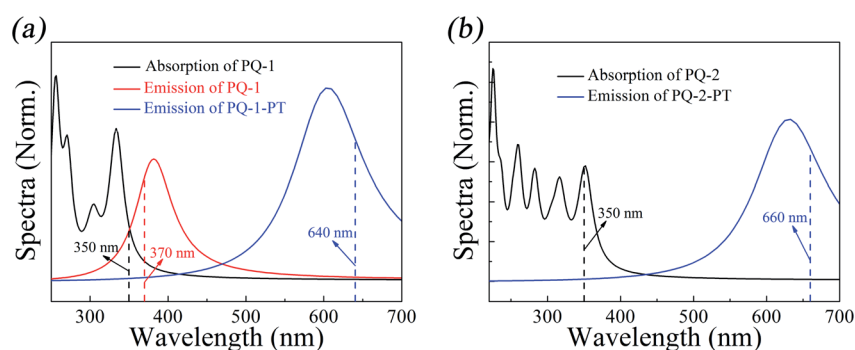 (a)
Absorption of PQ-1
Emission of PQ-1
Emission of PQ-1-PT
Spectra (Norm.)
640 nm
350 nm
370 nm
300 400 500 600 700
Wavelength (nm)
(b)
Absorption of PQ-2
Emission of PQ-2-PT
Spectra (Norm.)
350 nm
660 nm
300 400 500 600 700
Wavelength (nm)